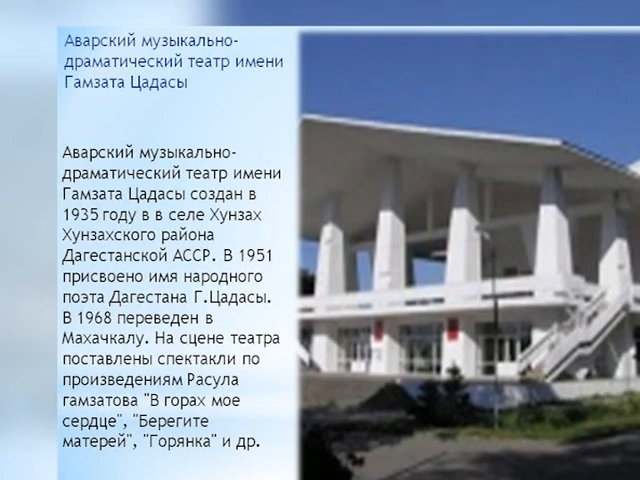 Аварский музыкально-
драматический театр имени
Гамзата Цадасы
Аварский музыкально-
драматический театр имени
Гамзата Цадасы создан в
1935 году в в селе Хунзах
Хунзахского района
Дагестанской АССР. В 1951
присвоено имя народного
поэта Дагестана Г.Цадасы.
В 1968 переведен в
Махачкалу. На сцене театра
поставлены спектакли по
произведениям Расула
гамзатова "В горах мое
сердце", "Берегите
матерей", "Горянка" и др.